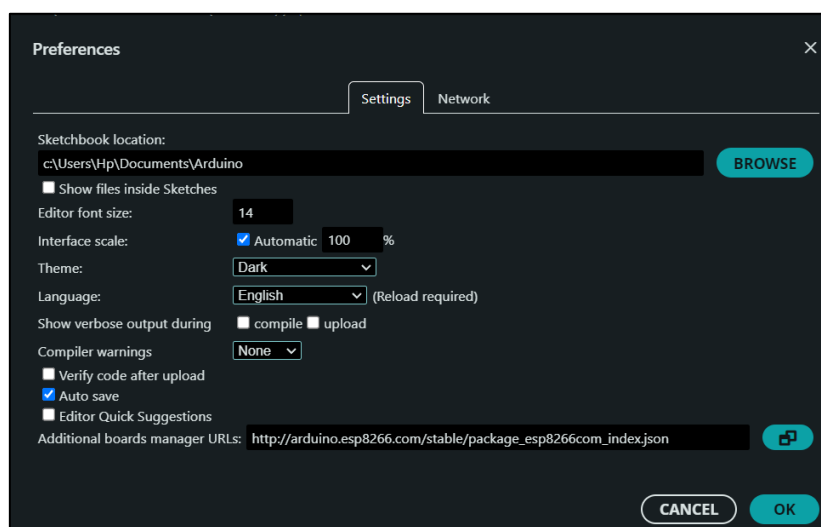 Preferences
Settings Network
Sketchbook location:
c:\Users\Hp\Documents\Arduino BROWSE
Show files inside Sketches
Editor font size: 14
Interface scale: Automatic 100 %
Theme: Dark
Language: English (Reload required)
Show verbose output during compile upload
Compiler warnings None
Verify code after upload
Auto save
Editor Quick Suggestions
Additional boards manager URLs: http://arduino.esp8266.com/stable/package_esp8266com_index.json
CANCEL OK